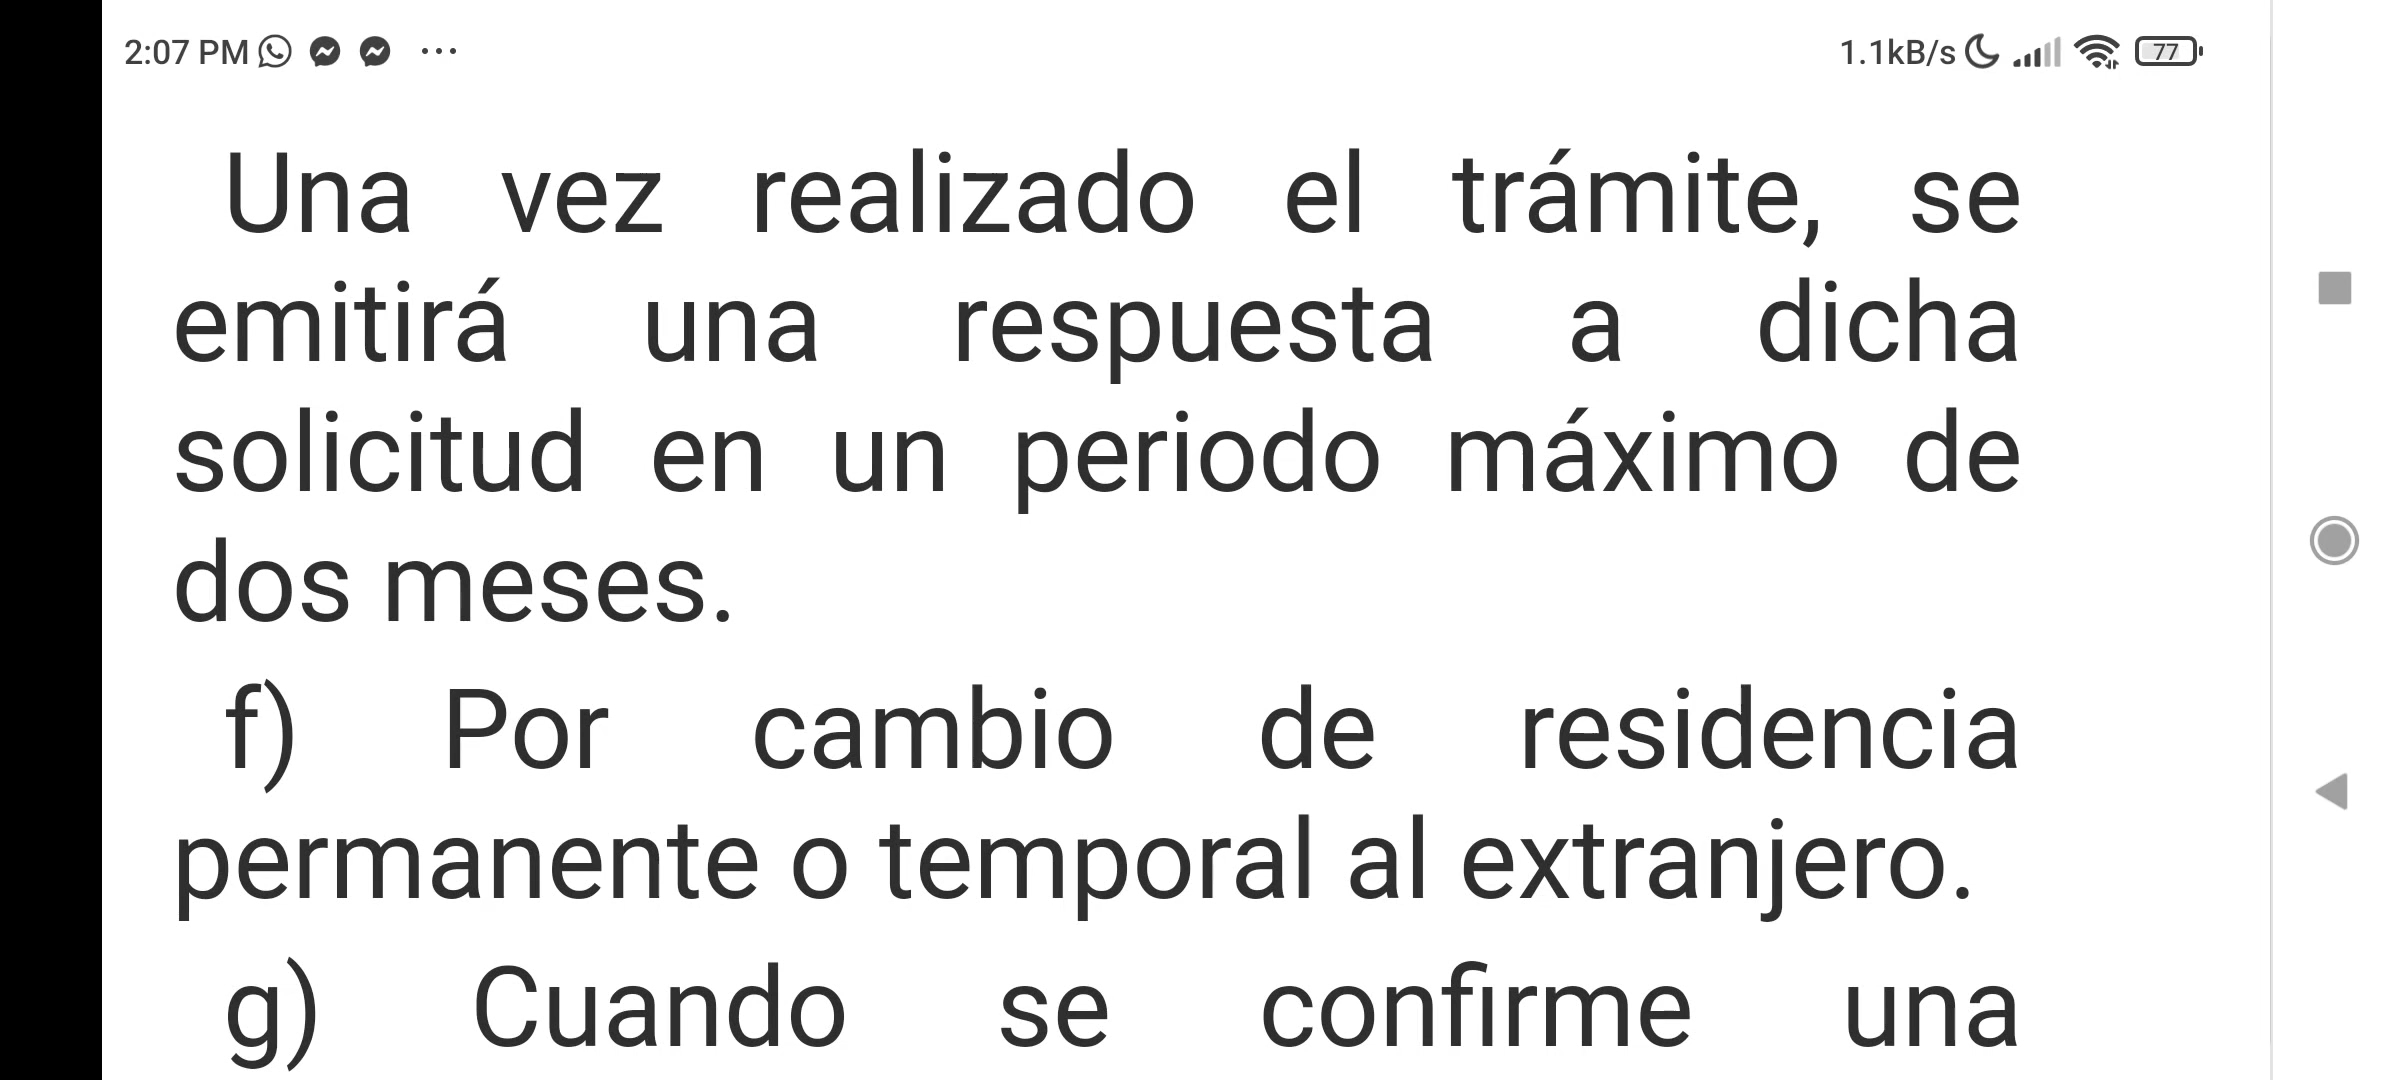 2:07 PM ... 1.1kB/s 77
Una vez realizado el trámite, se
emitirá una respuesta a dicha
solicitud en un periodo máximo de
dos meses.
f) Por cambio de residencia
permanente o temporal al extranjero.
g) Cuando se confirme una